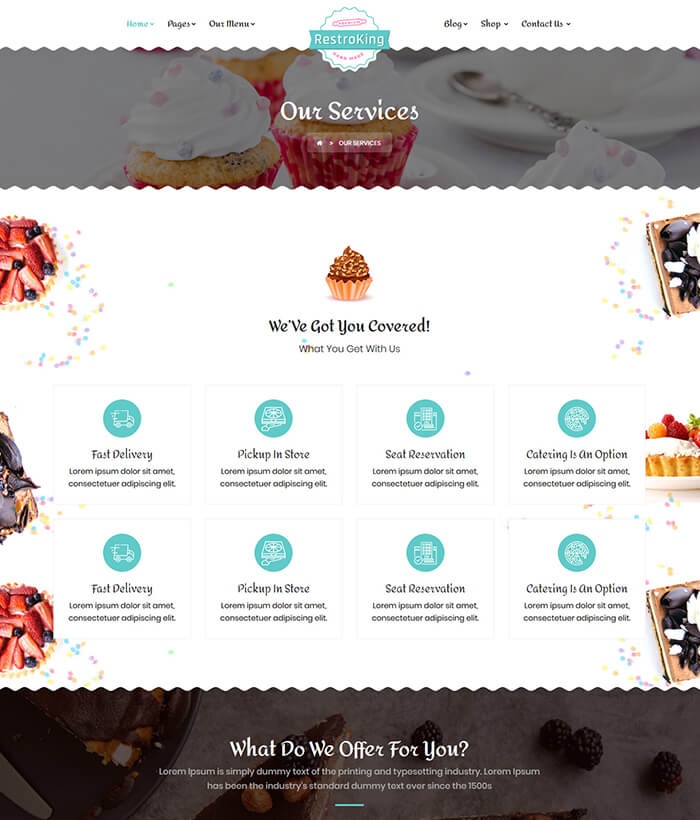 Home Pages Our Menu
PREMIUM
RestroKing
HAND MADE
Blog Shop Contact Us
Our Services
> OUR SERVICES
We'Ve Got You Covered!
What You Get With Us
Fast Delivery
Lorem ipsum dolor sit amet,
consectetuer adipiscing elit.
Pickup In Store
Lorem ipsum dolor sit amet,
consectetuer adipiscing elit.
Seat Reservation
Lorem ipsum dolor sit amet,
consectetuer adipiscing elit.
Catering Is An Option
Lorem ipsum dolor sit amet,
consectetuer adipiscing elit.
Fast Delivery
Lorem ipsum dolor sit amet,
consectetuer adipiscing elit.
Pickup In Store
Lorem ipsum dolor sit amet,
consectetuer adipiscing elit.
Seat Reservation
Lorem ipsum dolor sit amet,
consectetuer adipiscing elit.
Catering Is An Option
Lorem ipsum dolor sit amet,
consectetuer adipiscing elit.
What Do We Offer For You?
Lorem Ipsum is simply dummy text of the printing and typesetting industry. Lorem Ipsum
has been the industry's standard dummy text ever since the 1500s